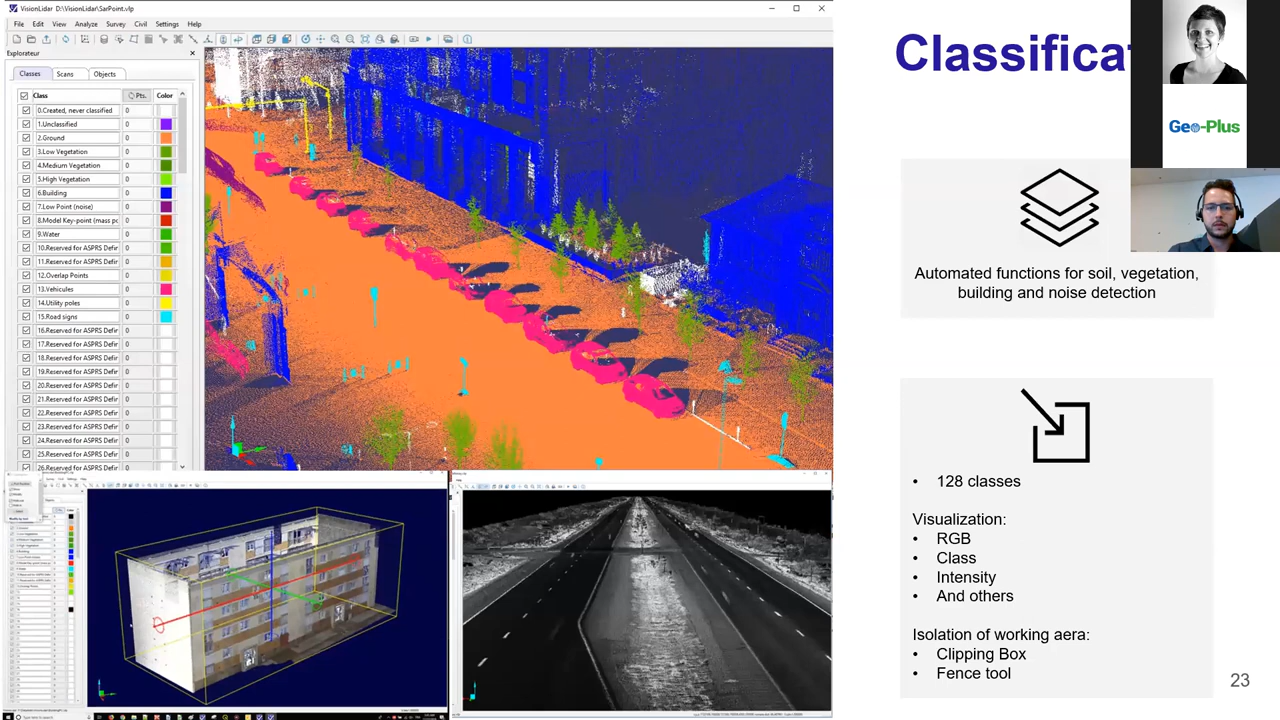 VisionLidar D:\VisionLidar\SarPoint.vlp
File Edit View Analyze Survey Civil Settings Help
Explorateur
Classes Scans Objects
Class Pts. Color
0.Created, never classified 0
1.Unclassified 0
2.Ground 0
3.Low Vegetation 0
4.Medium Vegetation 0
5.High Vegetation 0
6.Building 0
7.Low Point (noise) 0
8.Model Key-point (mass pc 0
9.Water 0
10.Reserved for ASPRS Defir 0
11.Reserved for ASPRS Defir 0
12.Overlap Points 0
13.Vehicules 0
14.Utility poles 0
15.Road signs 0
16.Reserved for ASPRS Defir 0
17.Reserved for ASPRS Defir 0
18.Reserved for ASPRS Defir 0
19.Reserved for ASPRS Defir 0
20.Reserved for ASPRS Defir 0
21.Reserved for ASPRS Defir 0
22.Reserved for ASPRS Defir 0
23.Reserved for ASPRS Defir 0
24.Reserved for ASPRS Defir 0
25.Reserved for ASPRS Defir 0
26.Reserved for ASPRS Defir 0
Classificat
Geo-Plus
Automated functions for soil, vegetation,
building and noise detection
• 128 classes
Visualization:
• RGB
• Class
• Intensity
• And others
Isolation of working aera:
• Clipping Box
• Fence tool
23